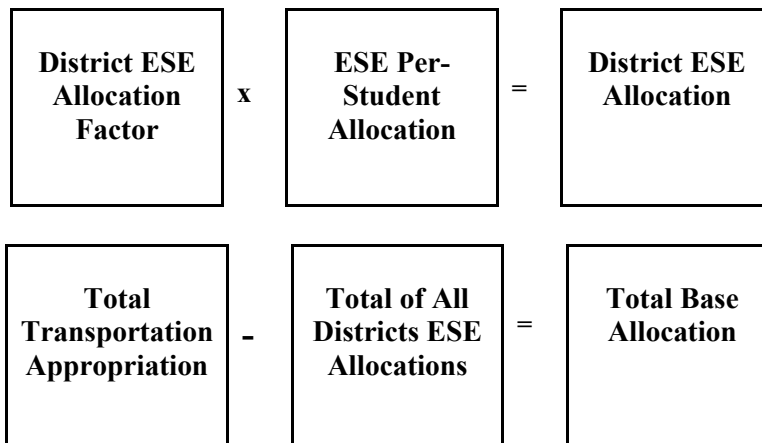 District ESE
Allocation
Factor
x
ESE Per-
Student
Allocation
=
District ESE
Allocation
Total
Transportation
Appropriation
-
Total of All
Districts ESE
Allocations
=
Total Base
Allocation